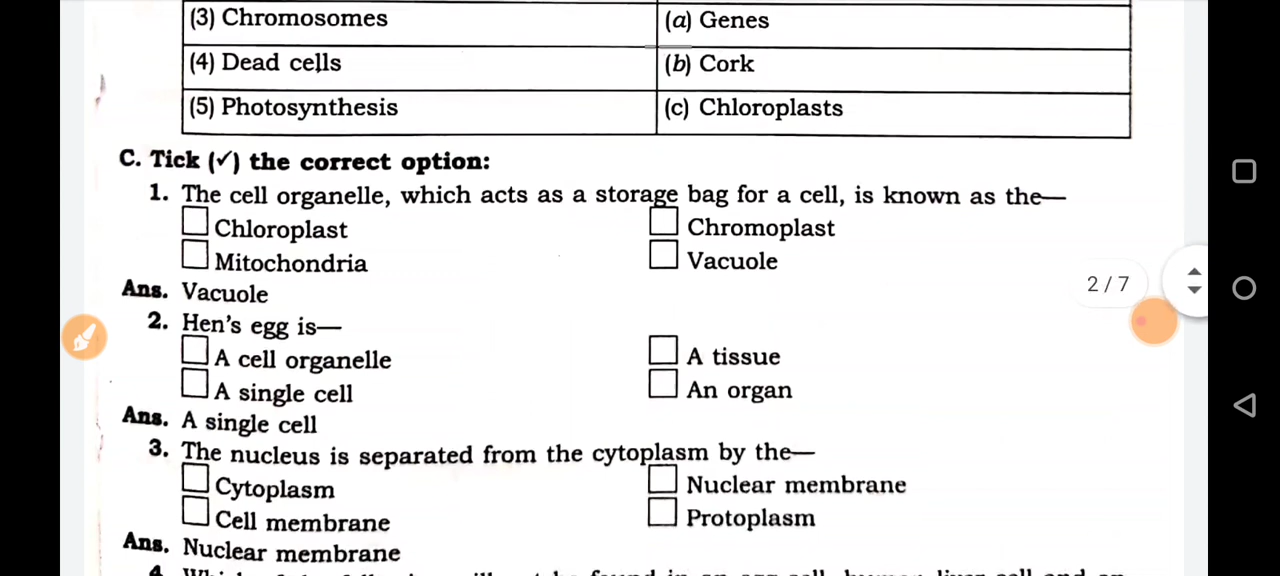 (3) Chromosomes (a) Genes
(4) Dead cells (b) Cork
(5) Photosynthesis (c) Chloroplasts
C. Tick (✓) the correct option:
1. The cell organelle, which acts as a storage bag for a cell, is known as the—
Chloroplast Chromoplast
Mitochondria Vacuole
Ans. Vacuole
2/7
2. Hen's egg is—
A cell organelle A tissue
A single cell An organ
Ans. A single cell
3. The nucleus is separated from the cytoplasm by the—
Cytoplasm Nuclear membrane
Cell membrane Protoplasm
Ans. Nuclear membrane